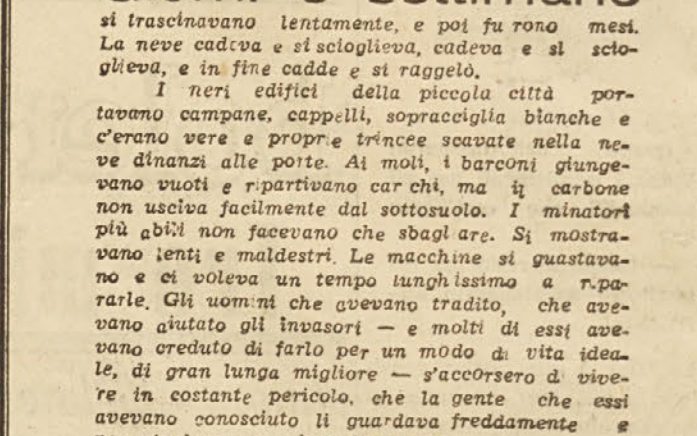 si trascinavano lentamente, e poi fu rono mesi.
La neve cadeva e si scioglieva, cadeva e si scio-
glieva, e in fine cadde e si raggelò.
I neri edifici della piccola città por-
tavano campane, cappelli, sopracciglia bianche e
c'erano vere e proprie trincee scavate nella ne-
ve dinanzi alle porte. Ai moli, i barconi giunge-
vano vuoti e ripartivano car chi, ma il carbone
non usciva facilmente dal sottosuolo. I minatori
più abili non facevano che sbagl are. Si mostra-
vano lenti e maldestri. Le macchine si guastava-
no e ci voleva un tempo lunghissimo a ripa-
rarle. Gli uomini che avevano tradito, che ave-
vano aiutato gli invasori — e molti di essi ave-
vano creduto di farlo per un modo di vita idea-
le, di gran lunga migliore — s'accorsero d vive-
re in costante pericolo, che la gente che essi
avevano conosciuto li guardava freddamente e